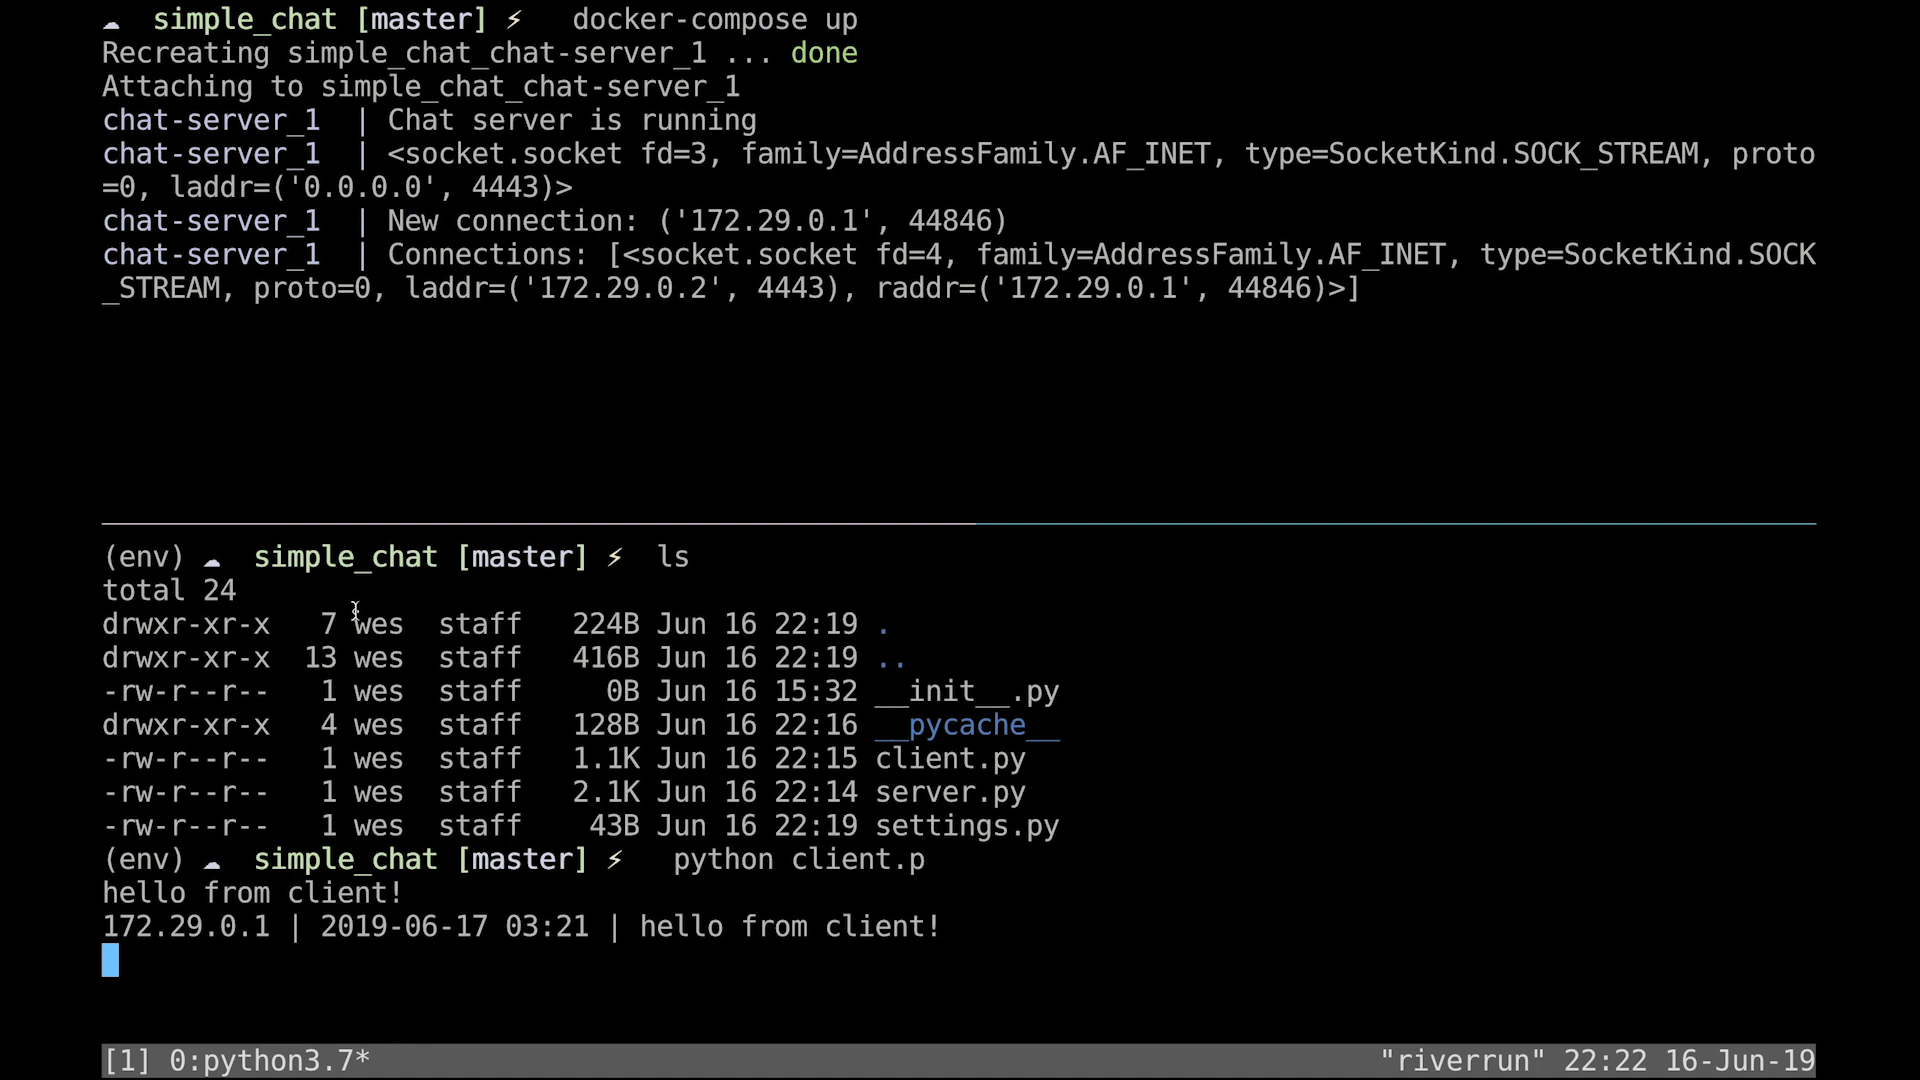 ☁  simple_chat [master] ⚡   docker-compose up
Recreating simple_chat_chat-server_1 ... done
Attaching to simple_chat_chat-server_1
chat-server_1  | Chat server is running
chat-server_1  | <socket.socket fd=3, family=AddressFamily.AF_INET, type=SocketKind.SOCK_STREAM, proto
=0, laddr=('0.0.0.0', 4443)>
chat-server_1  | New connection: ('172.29.0.1', 44846)
chat-server_1  | Connections: [<socket.socket fd=4, family=AddressFamily.AF_INET, type=SocketKind.SOCK
_STREAM, proto=0, laddr=('172.29.0.2', 4443), raddr=('172.29.0.1', 44846)>]
(env) ☁  simple_chat [master] ⚡  ls
total 24
drwxr-xr-x   7 wes  staff   224B Jun 16 22:19 .
drwxr-xr-x  13 wes  staff   416B Jun 16 22:19 ..
-rw-r--r--   1 wes  staff     0B Jun 16 15:32 __init__.py
drwxr-xr-x   4 wes  staff   128B Jun 16 22:16 __pycache__
-rw-r--r--   1 wes  staff   1.1K Jun 16 22:15 client.py
-rw-r--r--   1 wes  staff   2.1K Jun 16 22:14 server.py
-rw-r--r--   1 wes  staff    43B Jun 16 22:19 settings.py
(env) ☁  simple_chat [master] ⚡   python client.p
hello from client!
172.29.0.1 | 2019-06-17 03:21 | hello from client!
[1] 0:python3.7* "riverrun" 22:22 16-Jun-19